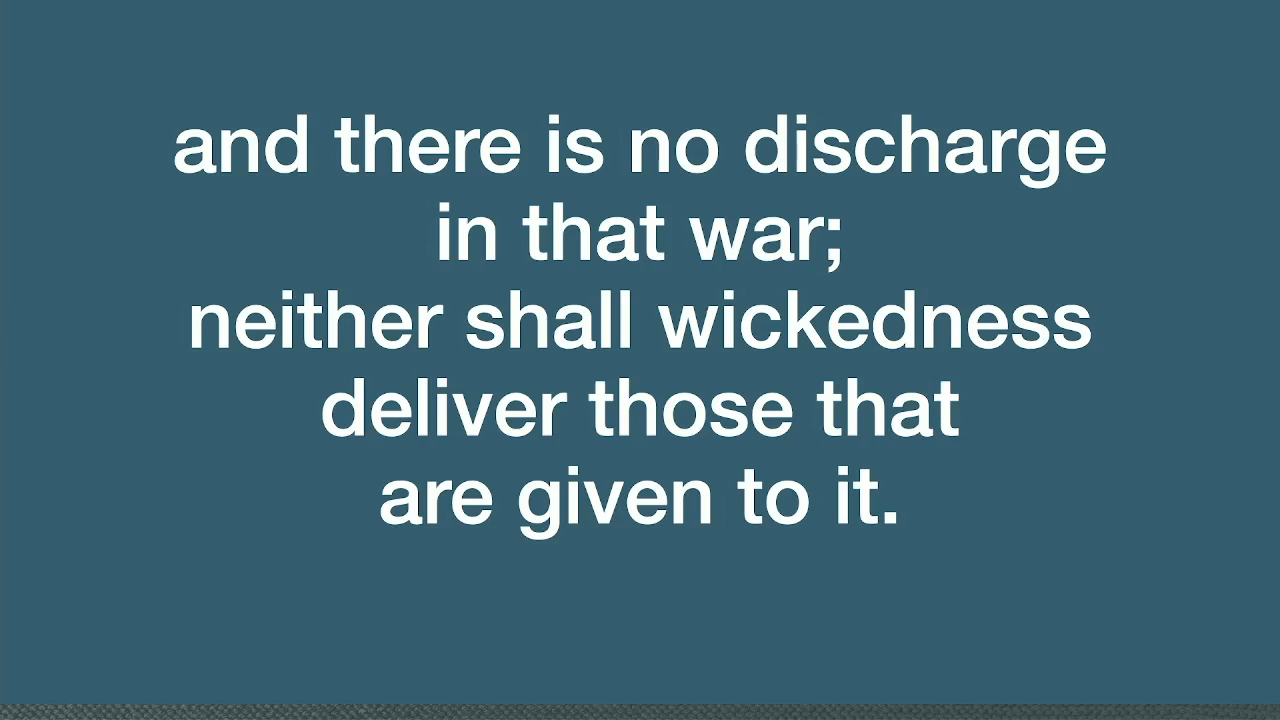 and there is no discharge
in that war;
neither shall wickedness
deliver those that
are given to it.